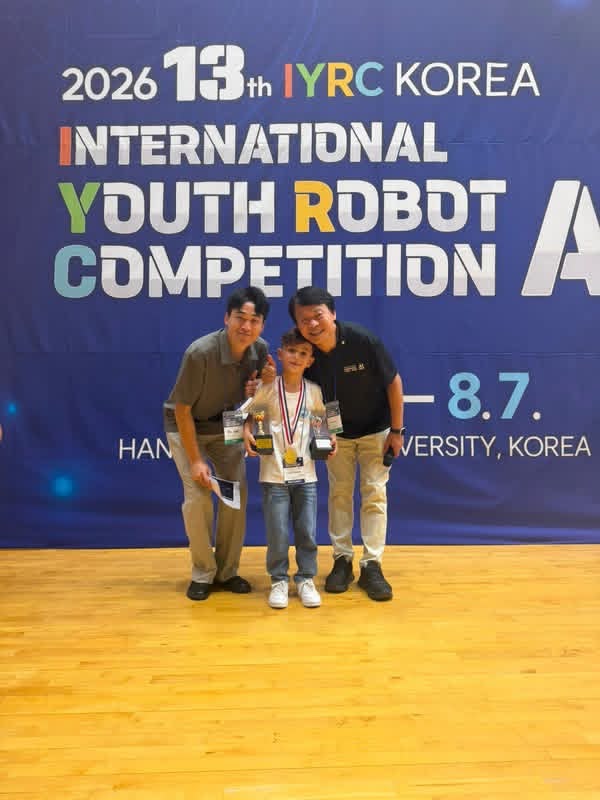 2026 13th IYRC KOREA
INTERNATIONAL
YOUTH ROBOT
COMPETITION A
– 8.7.
HAN VERSITY, KOREA